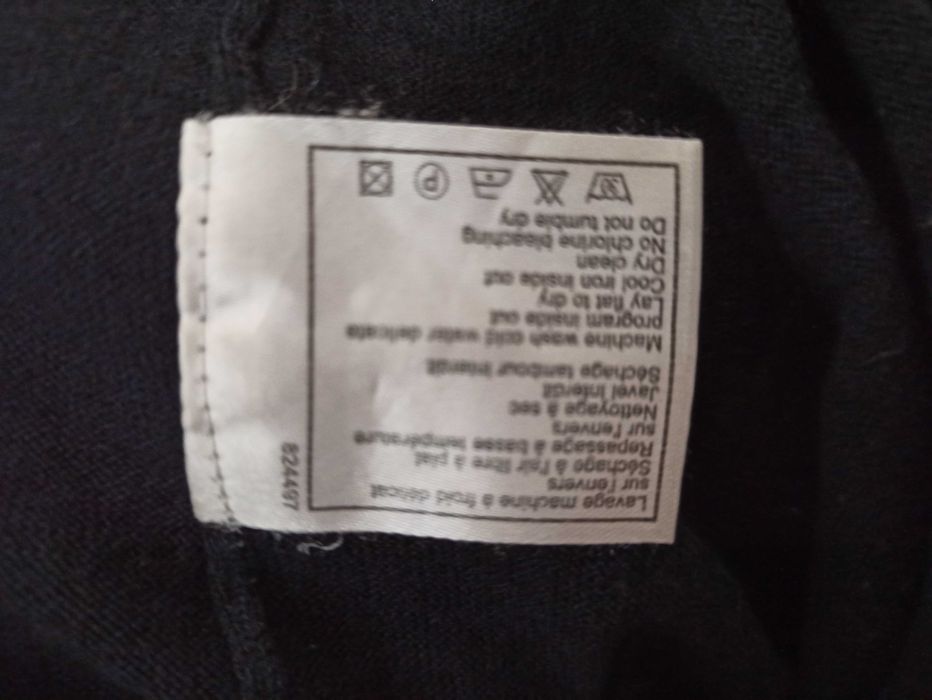 Lavage machine à froid délicat
sur l'envers
Séchage à l'air libre à plat
Repassage à basse température
sur l'envers
Nettoyage à sec
Javel interdit
Séchage tambour interdit
Machine wash cold water delicate
program inside out
Lay flat to dry
Cool iron inside out
Dry clean
No chlorine bleaching
Do not tumble dry
30 P
824497